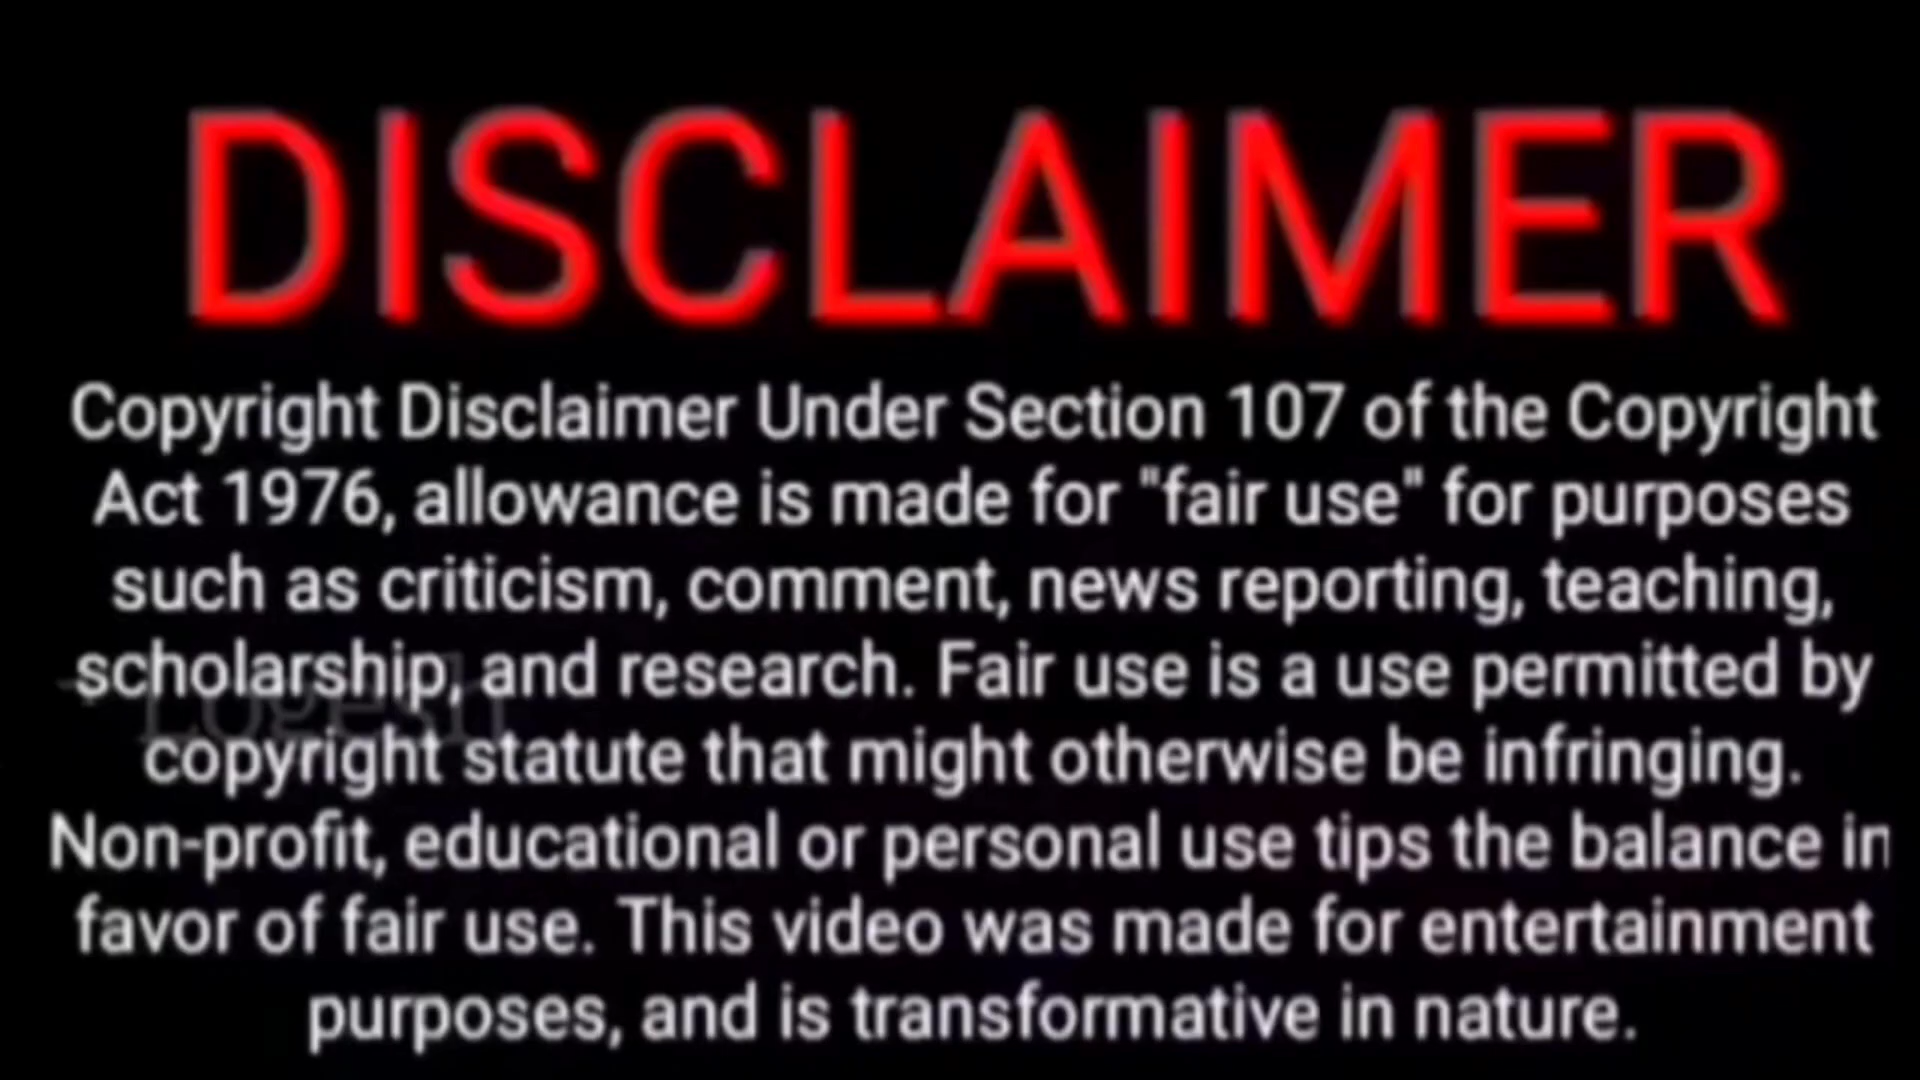 DISCLAIMER
Copyright Disclaimer Under Section 107 of the Copyright
Act 1976, allowance is made for "fair use" for purposes
such as criticism, comment, news reporting, teaching,
scholarship, and research. Fair use is a use permitted by
Logesh
copyright statute that might otherwise be infringing.
Non-profit, educational or personal use tips the balance in
favor of fair use. This video was made for entertainment
purposes, and is transformative in nature.